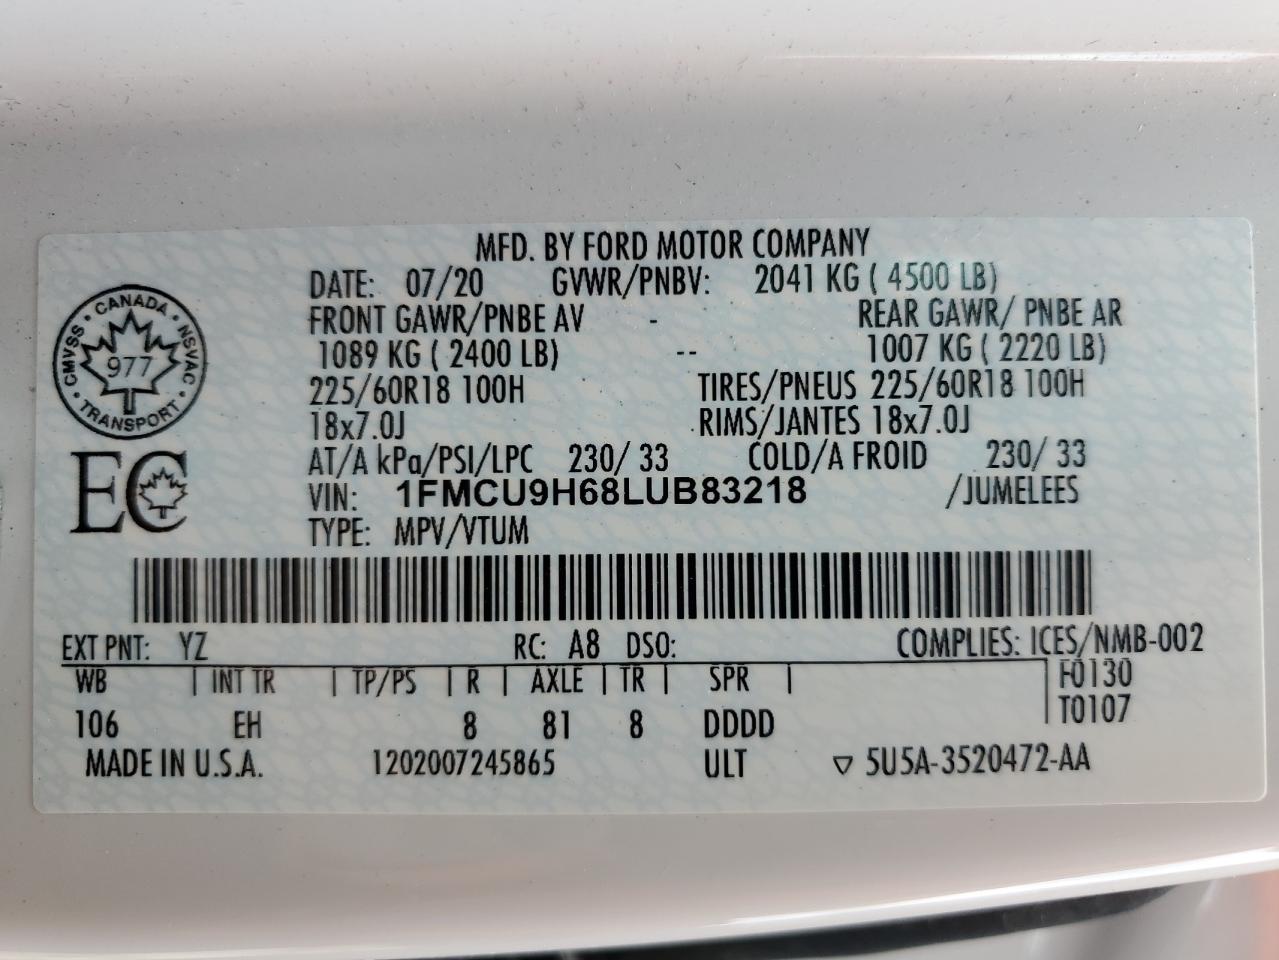 MFD. BY FORD MOTOR COMPANY
DATE: 07/20 GVWR/PNBV: 2041 KG ( 4500 LB)
FRONT GAWR/PNBE AV - REAR GAWR/ PNBE AR
1089 KG ( 2400 LB) -- 1007 KG ( 2220 LB)
225/60R18 100H TIRES/PNEUS 225/60R18 100H
18x7.0J RIMS/JANTES 18x7.0J
AT/A kPa/PSI/LPC 230/ 33 COLD/A FROID 230/ 33
VIN: 1FMCU9H68LUB83218 /JUMELEES
TYPE: MPV/VTUM
CANADA
CMVSS · NSVAC
977
TRANSPORT
EC
EXT PNT: YZ RC: A8 DSO: COMPLIES: ICES/NMB-002
WB | INT TR | TP/PS | R | AXLE | TR | SPR | F0130
T0107
106 EH 8 81 8 DDDD
MADE IN U.S.A. 1202007245865 ULT ▽ 5U5A-3520472-AA